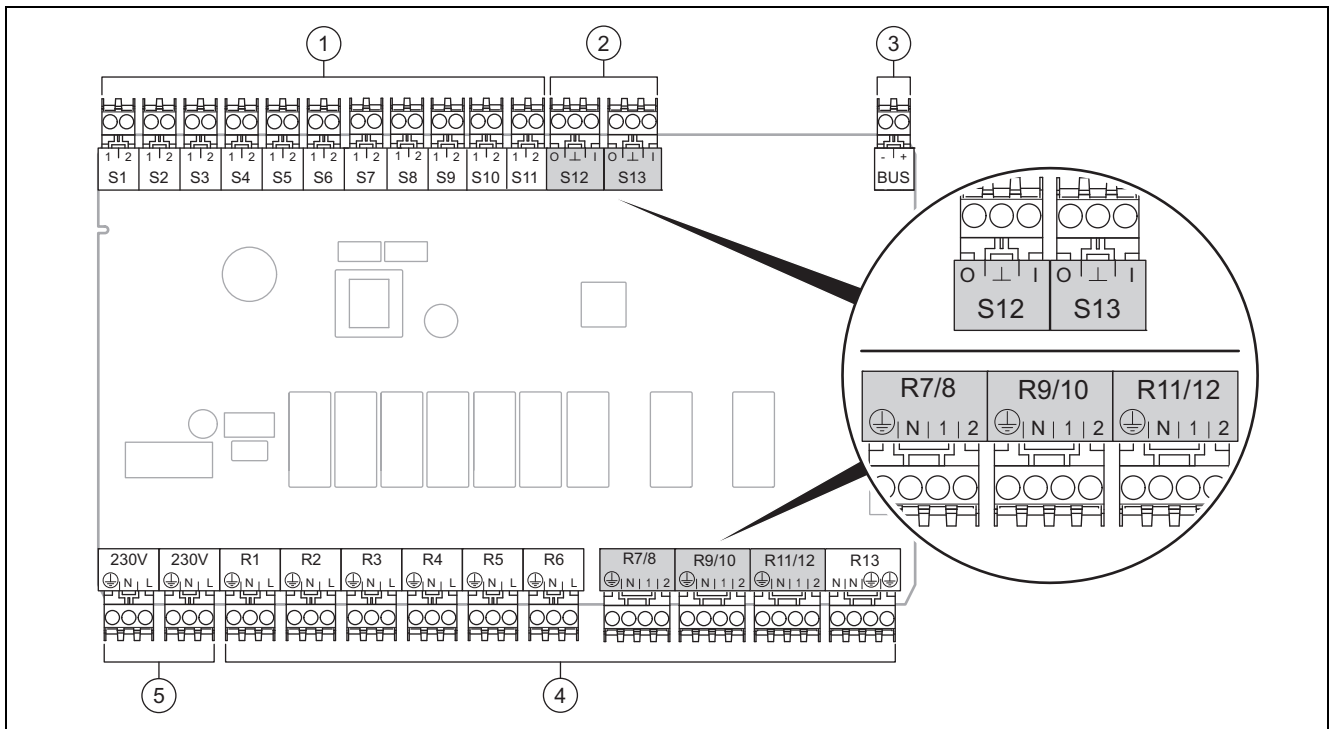 1 2 3
1 2 1 2 1 2 1 2 1 2 1 2 1 2 1 2 1 2 1 2 1 2 O ⊥ I O ⊥ I - +
S1 S2 S3 S4 S5 S6 S7 S8 S9 S10 S11 S12 S13 BUS
O ⊥ I O ⊥ I
S12 S13
R7/8 R9/10 R11/12
N 1 2 N 1 2 N 1 2
230V 230V R1 R2 R3 R4 R5 R6 R7/8 R9/10 R11/12 R13
N L N L N L N L N L N L N L N L N 1 2 N 1 2 N 1 2 N N
5 4